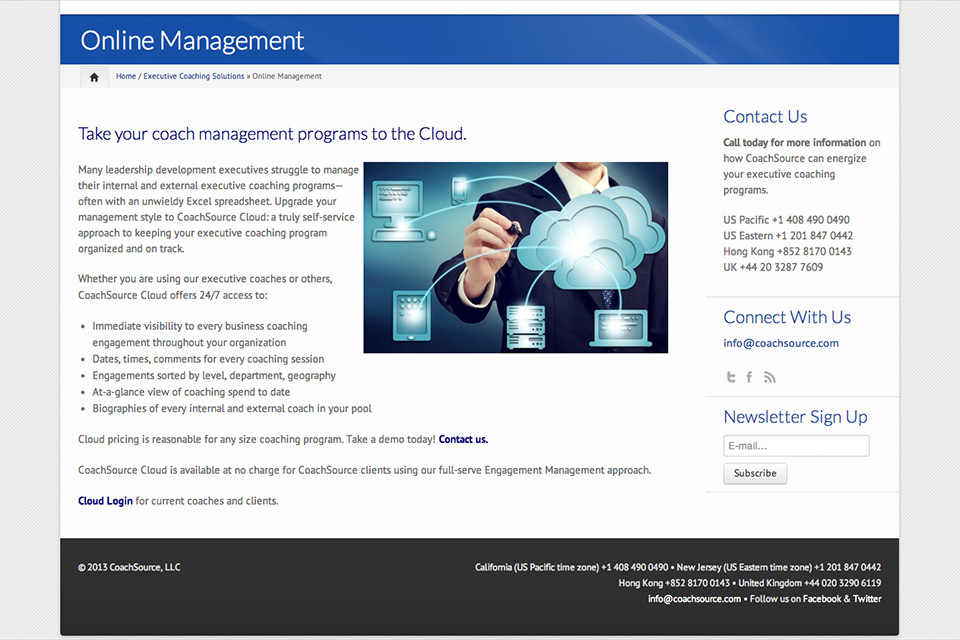 Online Management
Home / Executive Coaching Solutions » Online Management
Take your coach management programs to the Cloud.
Many leadership development executives struggle to manage
their internal and external executive coaching programs—
often with an unwieldy Excel spreadsheet. Upgrade your
management style to CoachSource Cloud: a truly self-service
approach to keeping your executive coaching program
organized and on track.
Whether you are using our executive coaches or others,
CoachSource Cloud offers 24/7 access to:
• Immediate visibility to every business coaching
engagement throughout your organization
• Dates, times, comments for every coaching session
• Engagements sorted by level, department, geography
• At-a-glance view of coaching spend to date
• Biographies of every internal and external coach in your pool
Cloud pricing is reasonable for any size coaching program. Take a demo today! Contact us.
CoachSource Cloud is available at no charge for CoachSource clients using our full-serve Engagement Management approach.
Cloud Login for current coaches and clients.
Contact Us
Call today for more information on
how CoachSource can energize
your executive coaching
programs.
US Pacific +1 408 490 0490
US Eastern +1 201 847 0442
Hong Kong +852 8170 0143
UK +44 20 3287 7609
Connect With Us
info@coachsource.com
Newsletter Sign Up
E-mail...
Subscribe
© 2013 CoachSource, LLC
California (US Pacific time zone) +1 408 490 0490 • New Jersey (US Eastern time zone) +1 201 847 0442
Hong Kong +852 8170 0143 • United Kingdom +44 020 3290 6119
info@coachsource.com • Follow us on Facebook & Twitter